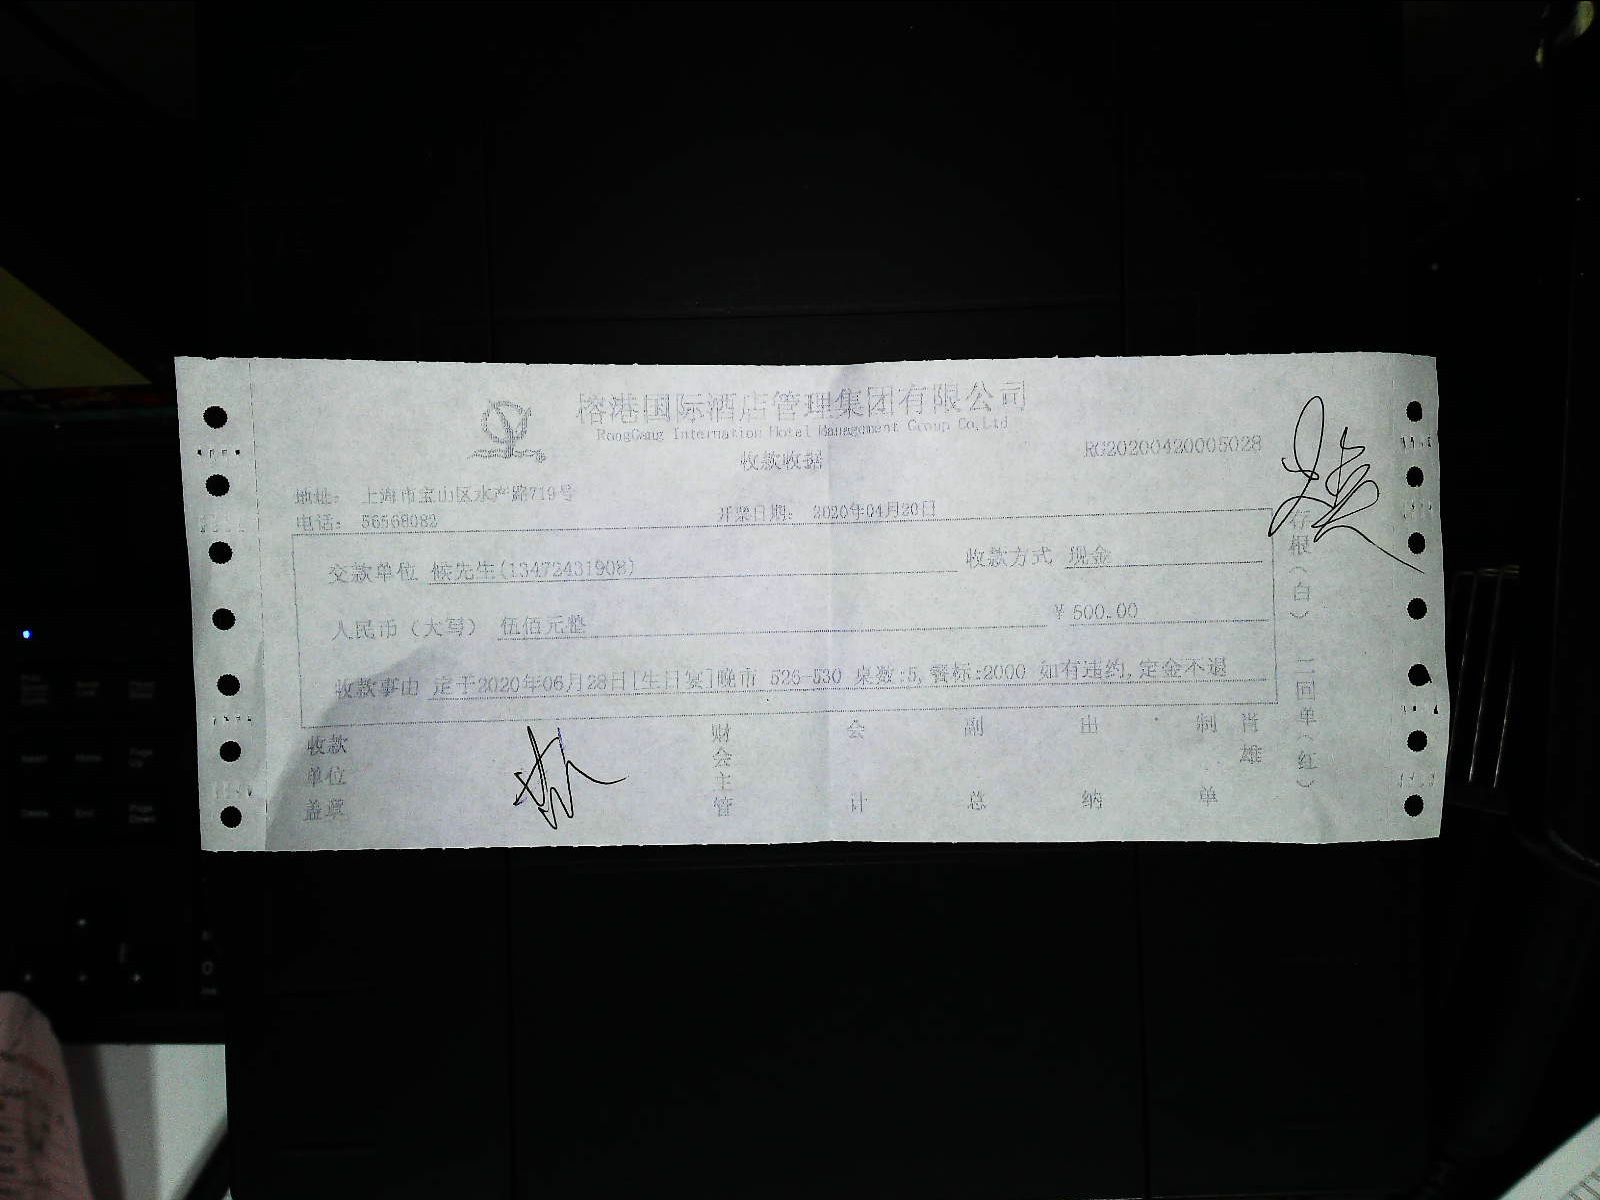 榕港国际酒店管理集团有限公司
RongGang Internation Hotel Management Group Co,Ltd
收款收据
RG20200420005028
地址： 上海市宝山区水产路719号
电话： 56568082
开票日期： 2020年04月20日
交款单位 候先生(13472431908)
收款方式 现金
人民币（大写） 伍佰元整
￥500.00
收款事由 定于2020年06月28日[生日宴]晚市 526-530 桌数:5,餐标:2000 如有违约,定金不退
收款单位盖章
财会主管
会计
副总
出纳
制单
肖雄
存根（白） 二回单（红）